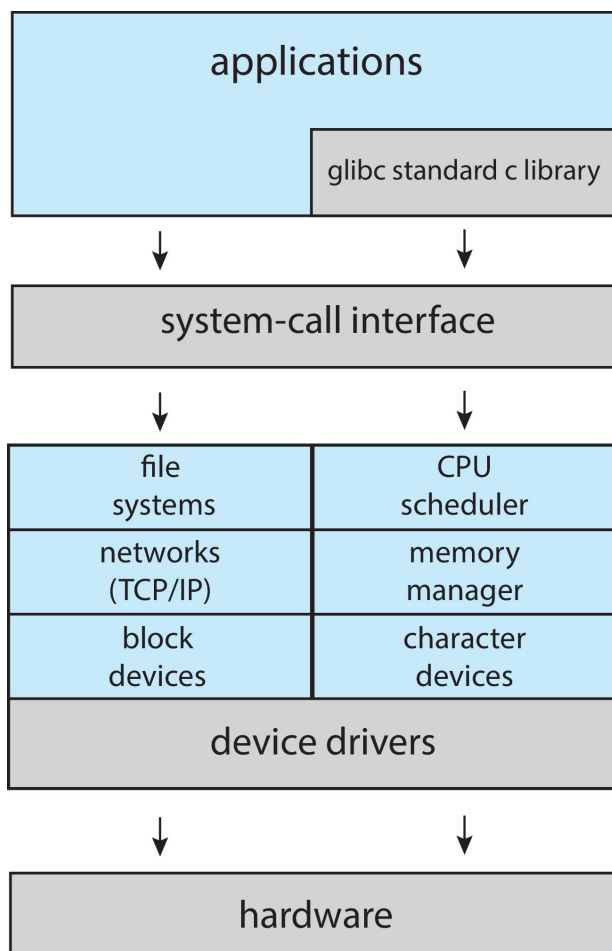 applications
glibc standard c library
system-call interface
file
systems
CPU
scheduler
networks
(TCP/IP)
memory
manager
block
devices
character
devices
device drivers
hardware